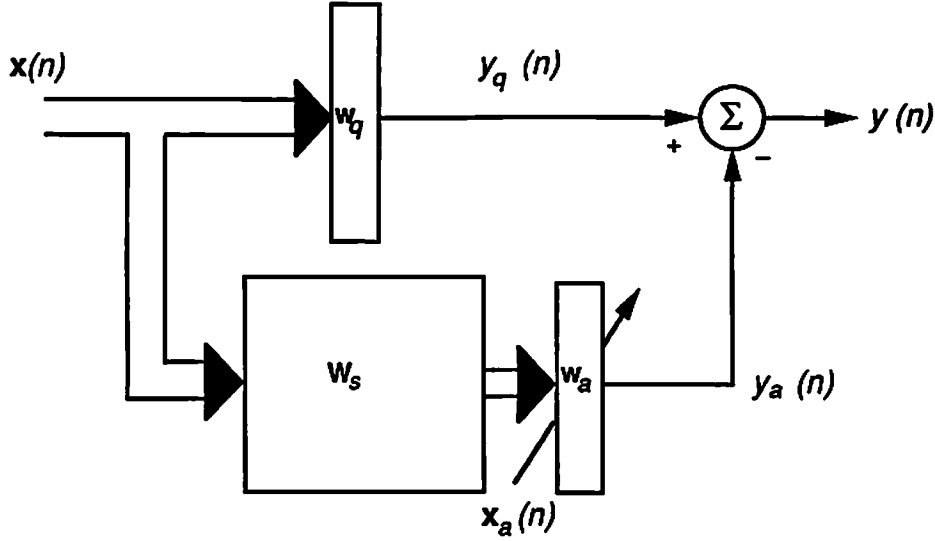 x(n)
w_q
y_q (n)
Σ
+
−
y (n)
W_s
w_a
x_a (n)
y_a (n)